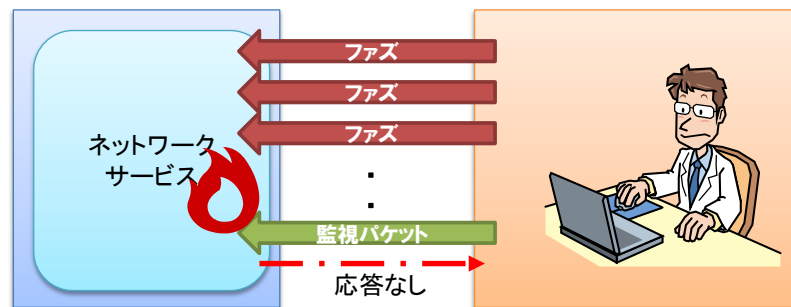 ファズ
ファズ
ファズ
ネットワーク
サービス
監視パケット
応答なし